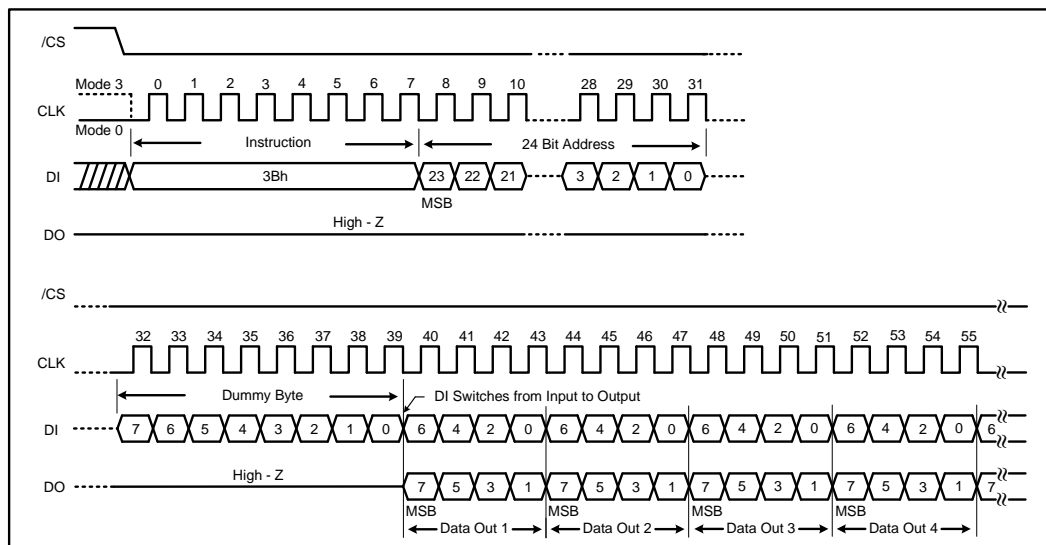 /CS
Mode 3 0 1 2 3 4 5 6 7 8 9 10 28 29 30 31
CLK
Mode 0
Instruction 24 Bit Address
DI 3Bh 23 22 21 3 2 1 0
MSB
High - Z
DO
/CS
32 33 34 35 36 37 38 39 40 41 42 43 44 45 46 47 48 49 50 51 52 53 54 55
CLK
Dummy Byte DI Switches from Input to Output
DI 7 6 5 4 3 2 1 0 6 4 2 0 6 4 2 0 6 4 2 0 6 4 2 0 6
High - Z
DO 7 5 3 1 7 5 3 1 7 5 3 1 7 5 3 1 7
MSB MSB MSB MSB
Data Out 1 Data Out 2 Data Out 3 Data Out 4